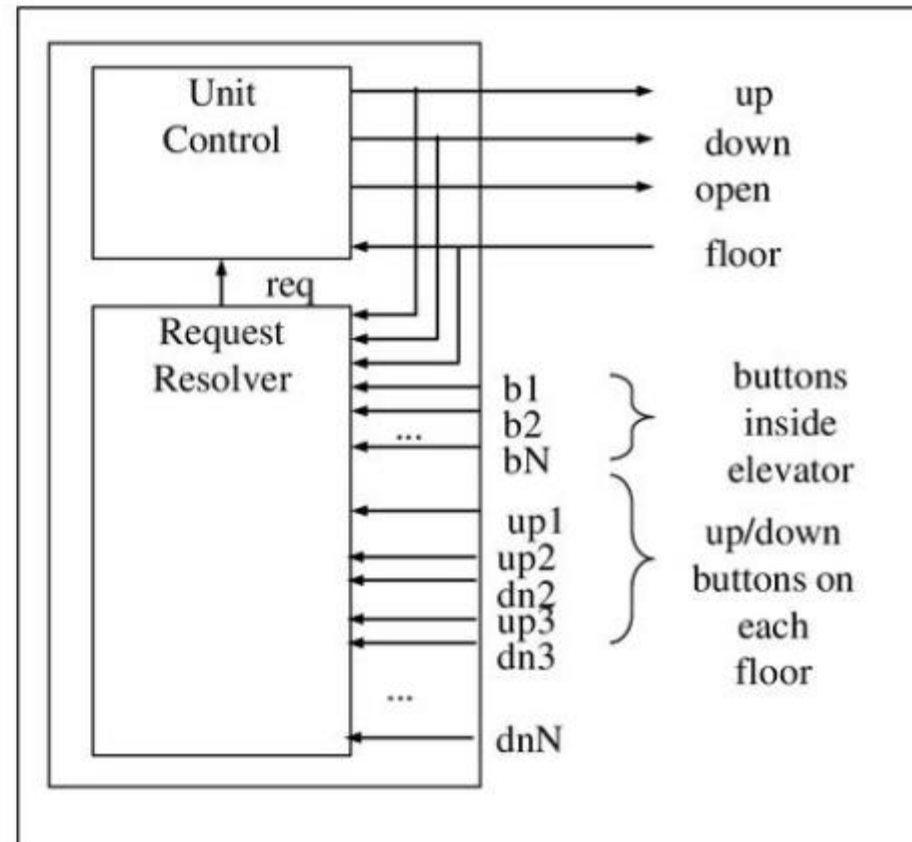 Unit
Control
up
down
open
floor
req
Request
Resolver
b1
b2
...
bN
buttons
inside
elevator
up1
up2
dn2
up3
dn3
...
dnN
up/down
buttons on
each
floor